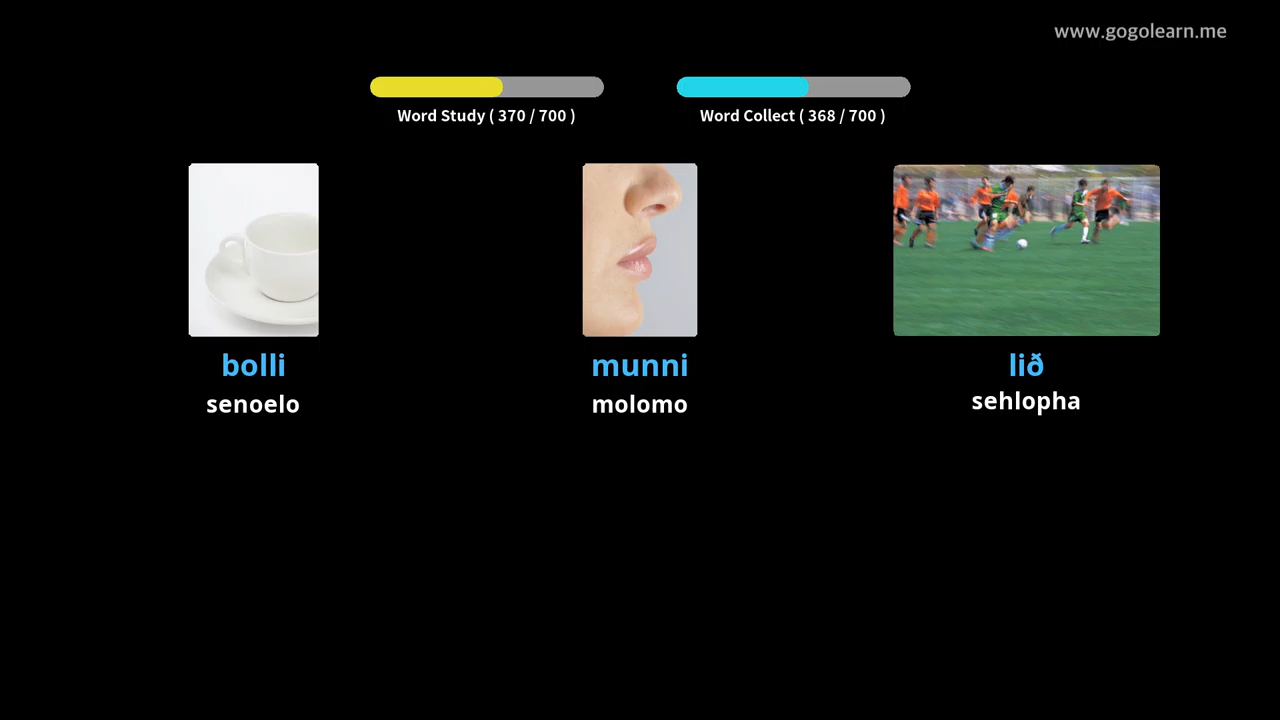 www.gogolearn.me
Word Study ( 370 / 700 )
Word Collect ( 368 / 700 )
bolli
senoelo
munni
molomo
lið
sehlopha